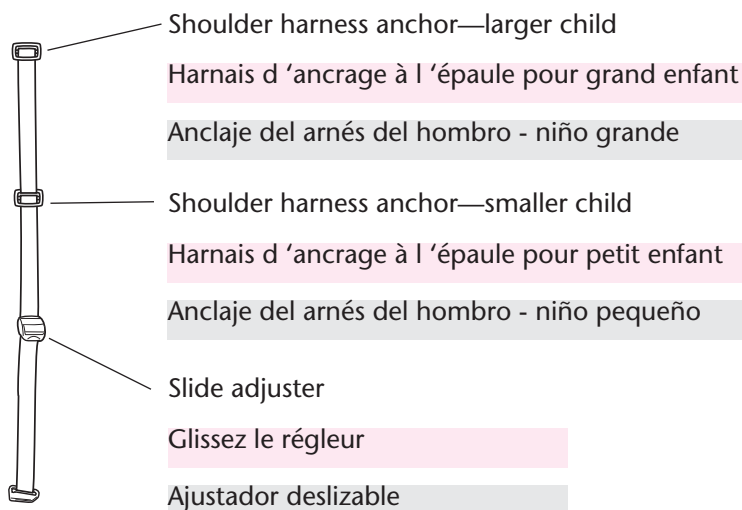 Shoulder harness anchor—larger child
Harnais d ‘ancrage à l ‘épaule pour grand enfant
Anclaje del arnés del hombro - niño grande
Shoulder harness anchor—smaller child
Harnais d ‘ancrage à l ‘épaule pour petit enfant
Anclaje del arnés del hombro - niño pequeño
Slide adjuster
Glissez le régleur
Ajustador deslizable